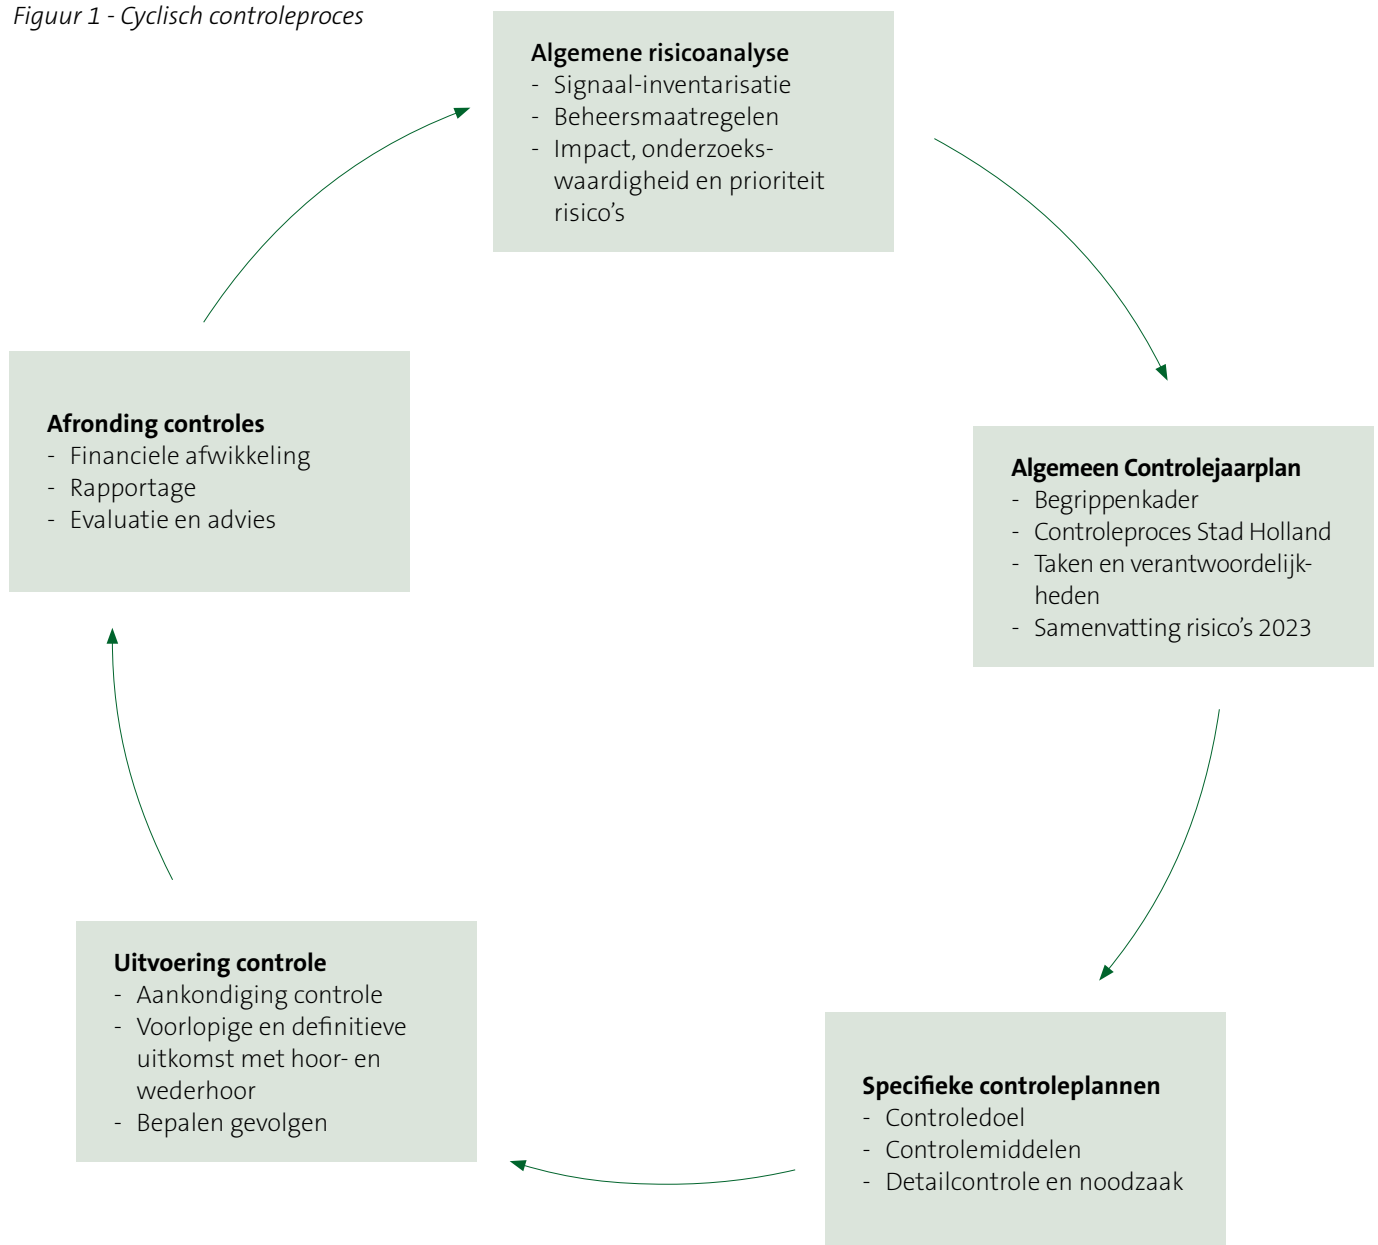 Figuur 1 - Cyclisch controleproces
Algemene risicoanalyse
- Signaal-inventarisatie
- Beheersmaatregelen
- Impact, onderzoeks-
waardigheid en prioriteit
risico's
Algemeen Controlejaarplan
- Begrippenkader
- Controleproces Stad Holland
- Taken en verantwoordelijk-
heden
- Samenvatting risico's 2023
Specifieke controleplannen
- Controledoel
- Controlemiddelen
- Detailcontrole en noodzaak
Uitvoering controle
- Aankondiging controle
- Voorlopige en definitieve
uitkomst met hoor- en
wederhoor
- Bepalen gevolgen
Afronding controles
- Financiele afwikkeling
- Rapportage
- Evaluatie en advies